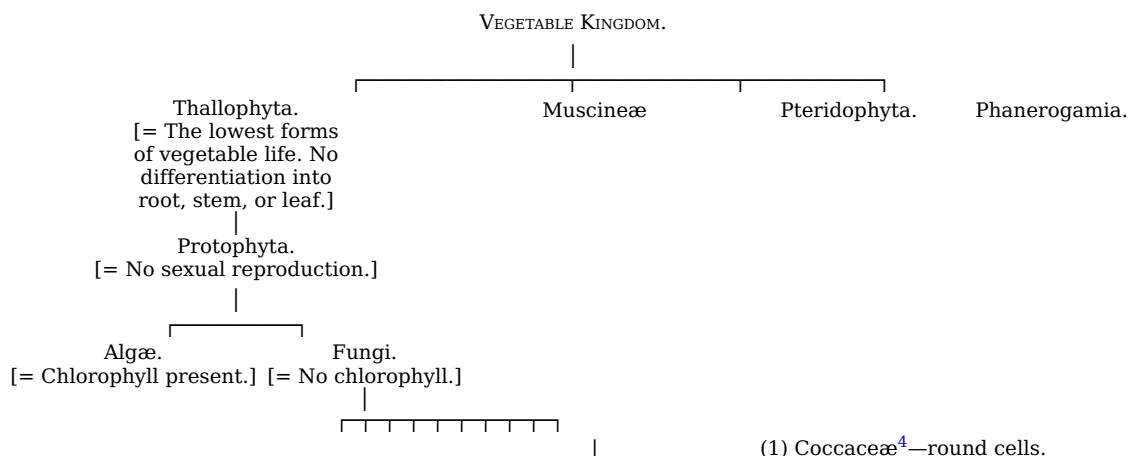 Vegetable Kingdom.
Thallophyta. Muscineæ Pteridophyta. Phanerogamia.
[= The lowest forms
of vegetable life. No
differentiation into
root, stem, or leaf.]
Protophyta.
[= No sexual reproduction.]
Algæ. Fungi.
[= Chlorophyll present.] [= No chlorophyll.]
(1) Coccaceæ4—round cells.